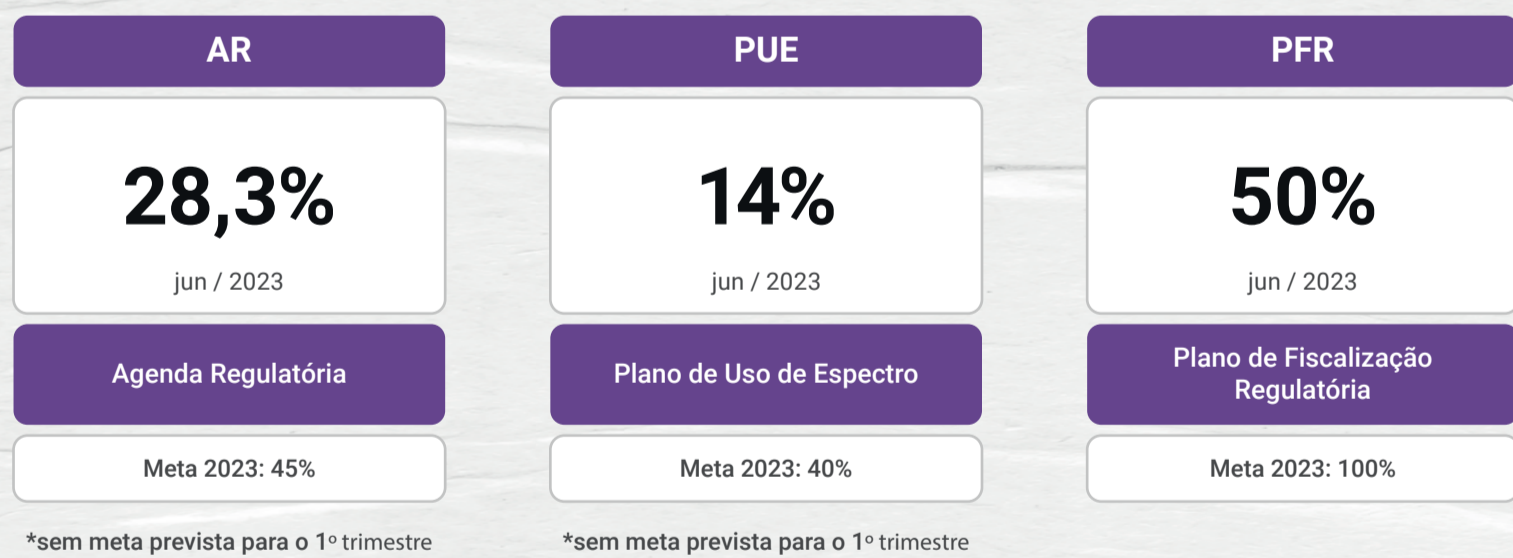 AR
28,3%
jun / 2023
Agenda Regulatória
Meta 2023: 45%
*sem meta prevista para o 1º trimestre
PUE
14%
jun / 2023
Plano de Uso de Espectro
Meta 2023: 40%
*sem meta prevista para o 1º trimestre
PFR
50%
jun / 2023
Plano de Fiscalização
Regulatória
Meta 2023: 100%